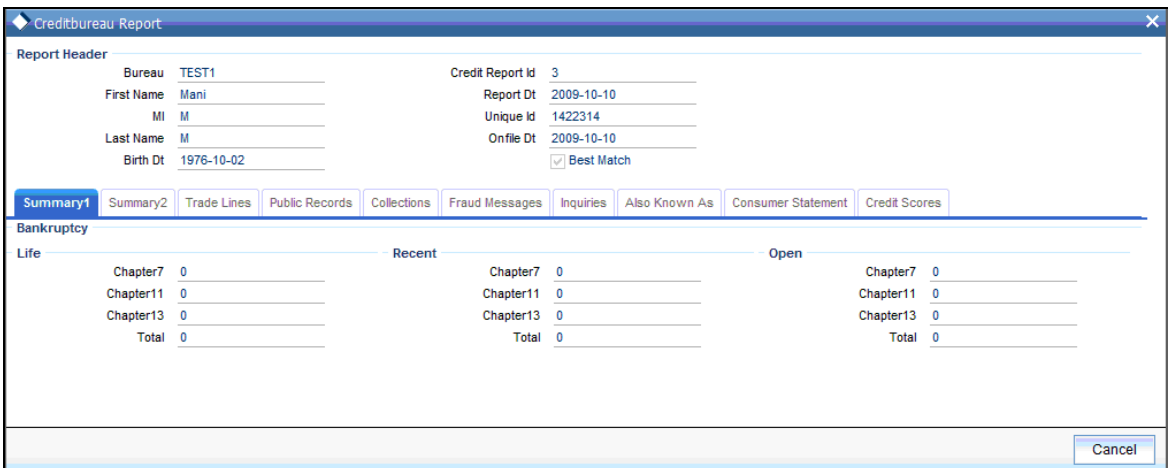 Creditbureau Report
Report Header
Bureau TEST1 Credit Report Id 3
First Name Mani Report Dt 2009-10-10
MI M Unique Id 1422314
Last Name M Onfile Dt 2009-10-10
Birth Dt 1976-10-02 Best Match
Summary1 Summary2 Trade Lines Public Records Collections Fraud Messages Inquiries Also Known As Consumer Statement Credit Scores
Bankruptcy
Life Recent Open
Chapter7 0 Chapter7 0 Chapter7 0
Chapter11 0 Chapter11 0 Chapter11 0
Chapter13 0 Chapter13 0 Chapter13 0
Total 0 Total 0 Total 0
Cancel